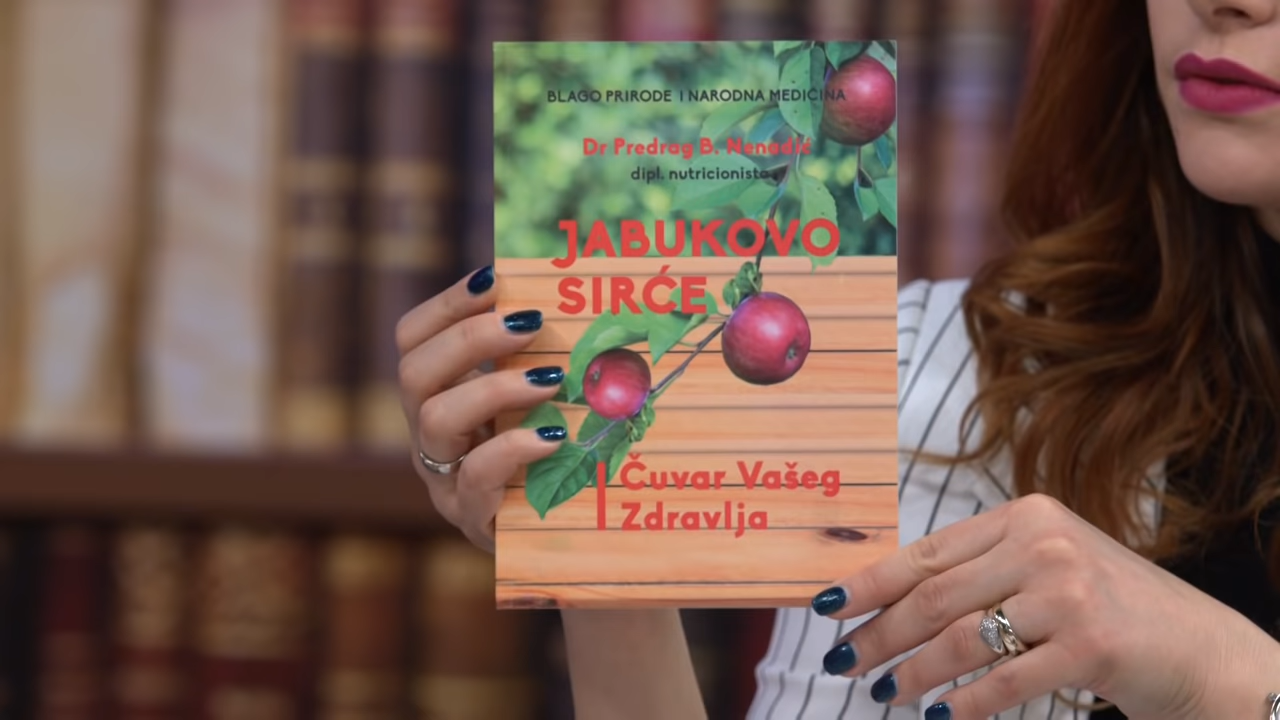 BLAGO PRIRODE I NARODNA MEDICINA
Dr Predrag B. Nenadić
dipl. nutricionista
JABUKOVO
SIRĆE
Čuvar Vašeg
Zdravlja